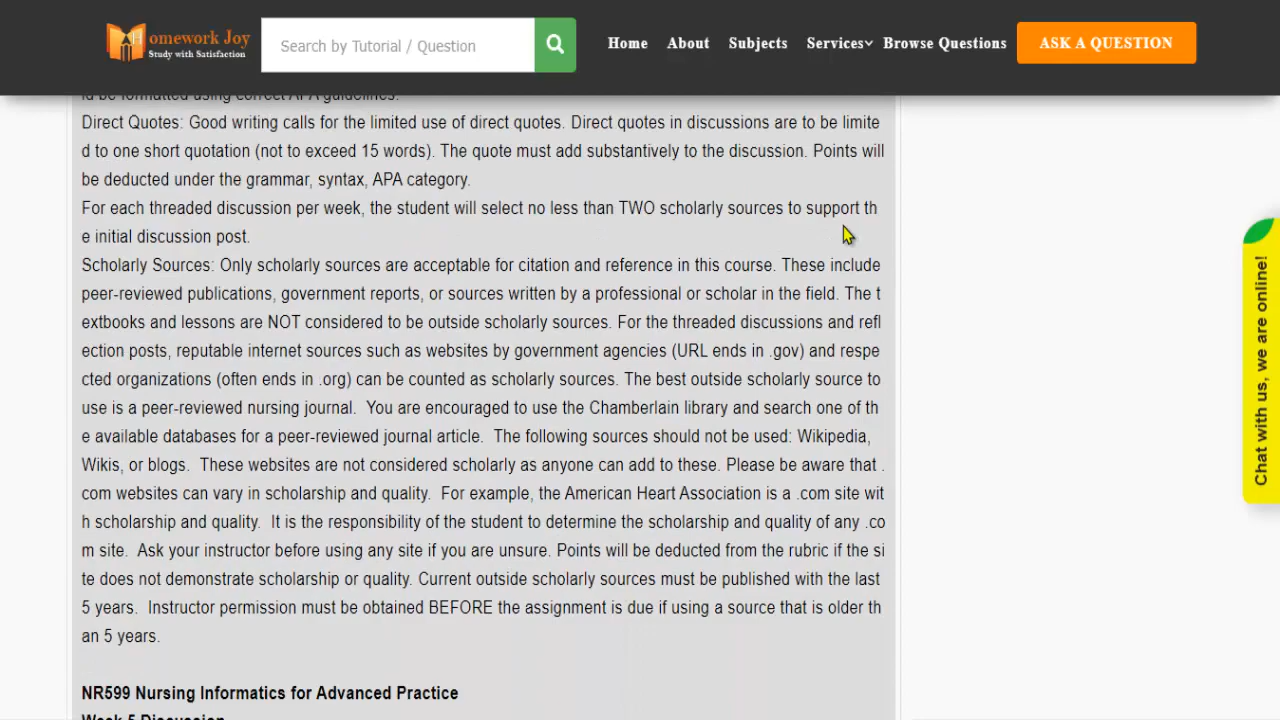 omework Joy
Study with Satisfaction
Search by Tutorial / Question
Home About Subjects Services Browse Questions
ASK A QUESTION
ld be formatted using correct APA guidelines.
Direct Quotes: Good writing calls for the limited use of direct quotes. Direct quotes in discussions are to be limite
d to one short quotation (not to exceed 15 words). The quote must add substantively to the discussion. Points will
be deducted under the grammar, syntax, APA category.
For each threaded discussion per week, the student will select no less than TWO scholarly sources to support th
e initial discussion post.
Scholarly Sources: Only scholarly sources are acceptable for citation and reference in this course. These include
peer-reviewed publications, government reports, or sources written by a professional or scholar in the field. The t
extbooks and lessons are NOT considered to be outside scholarly sources. For the threaded discussions and refl
ection posts, reputable internet sources such as websites by government agencies (URL ends in .gov) and respe
cted organizations (often ends in .org) can be counted as scholarly sources. The best outside scholarly source to
use is a peer-reviewed nursing journal.  You are encouraged to use the Chamberlain library and search one of th
e available databases for a peer-reviewed journal article.  The following sources should not be used: Wikipedia,
Wikis, or blogs.  These websites are not considered scholarly as anyone can add to these. Please be aware that .
com websites can vary in scholarship and quality.  For example, the American Heart Association is a .com site wit
h scholarship and quality.  It is the responsibility of the student to determine the scholarship and quality of any .co
m site.  Ask your instructor before using any site if you are unsure. Points will be deducted from the rubric if the si
te does not demonstrate scholarship or quality. Current outside scholarly sources must be published with the last
5 years.  Instructor permission must be obtained BEFORE the assignment is due if using a source that is older th
an 5 years.
NR599 Nursing Informatics for Advanced Practice
Week 5 Discussion
Chat with us, we are online!